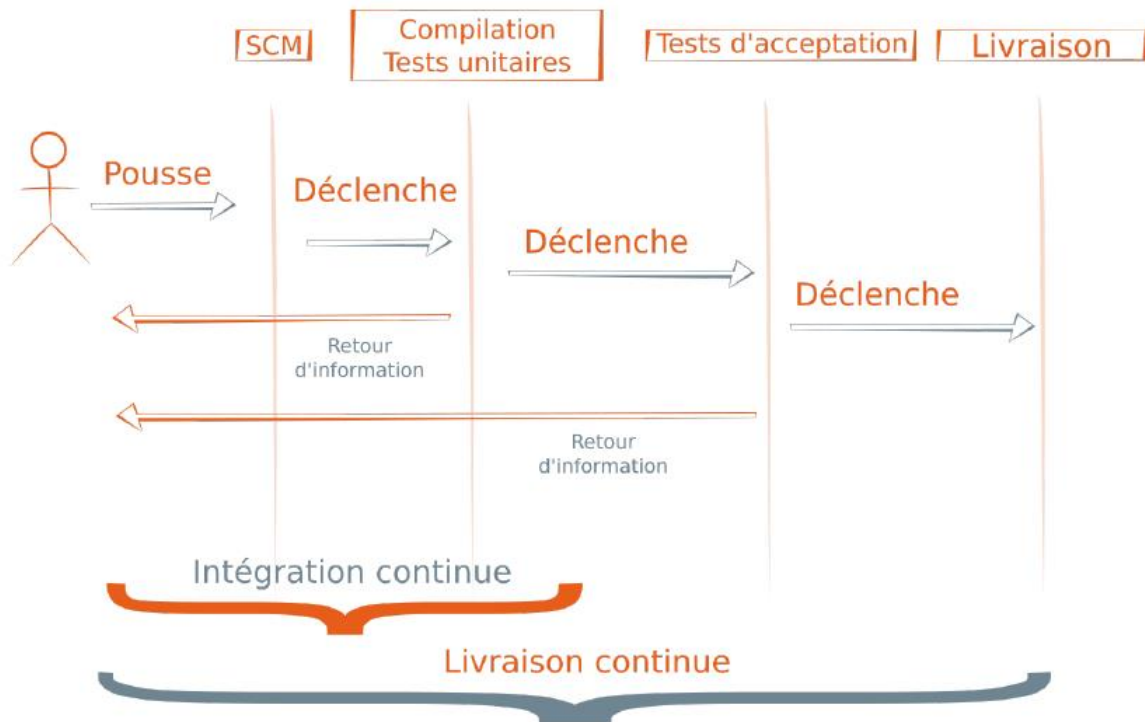 SCM
Compilation
Tests unitaires
Tests d'acceptation
Livraison
Pousse
Déclenche
Déclenche
Déclenche
Retour
d'information
Retour
d'information
Intégration continue
Livraison continue